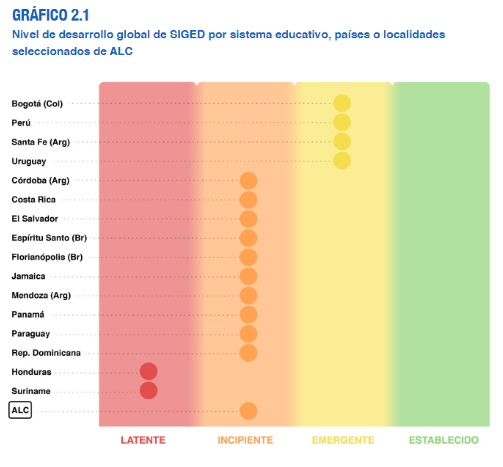 GRÁFICO 2.1
Nivel de desarrollo global de SIGED por sistema educativo, países o localidades
seleccionados de ALC
Bogotá (Col)
Perú
Santa Fe (Arg)
Uruguay
Córdoba (Arg)
Costa Rica
El Salvador
Espíritu Santo (Br)
Florianópolis (Br)
Jamaica
Mendoza (Arg)
Panamá
Paraguay
Rep. Dominicana
Honduras
Suriname
ALC
LATENTE INCIPIENTE EMERGENTE ESTABLECIDO